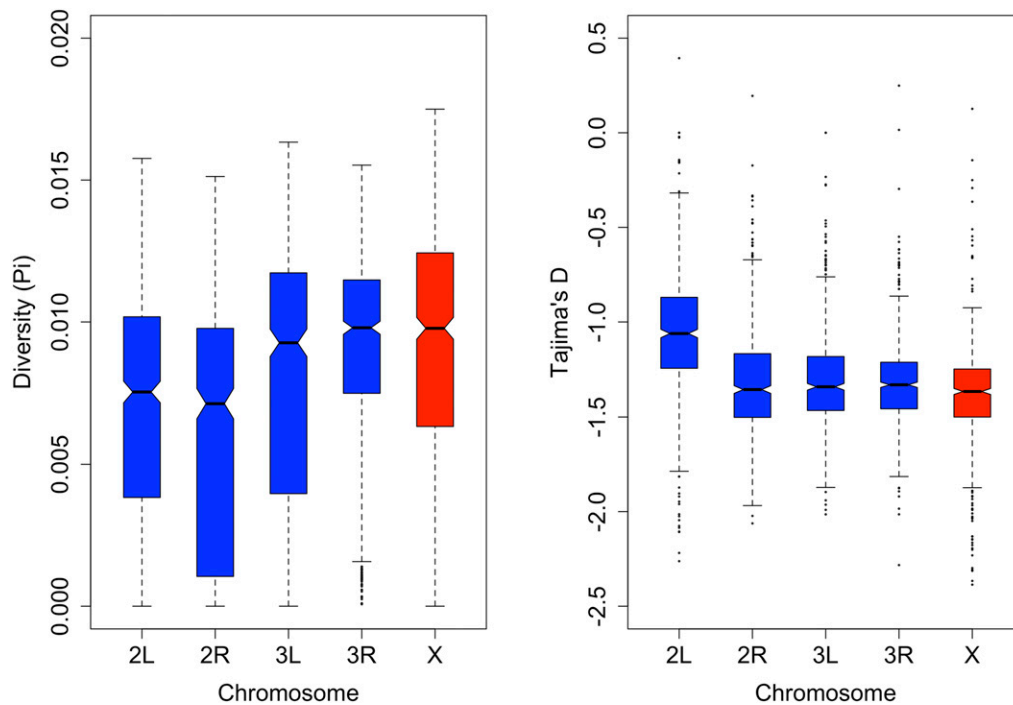 Diversity (Pi)
0.020
0.015
0.010
0.005
0.000
2L 2R 3L 3R X
Chromosome
Tajima's D
0.5
0.0
-0.5
-1.0
-1.5
-2.0
-2.5
2L 2R 3L 3R X
Chromosome